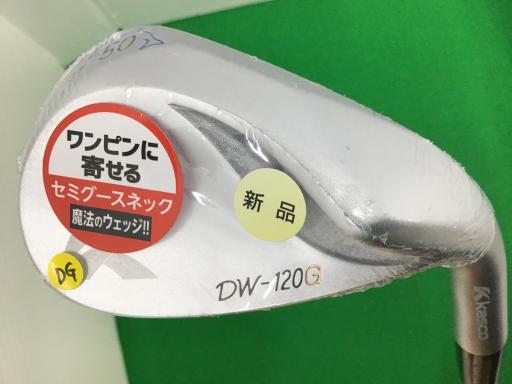 50
ワンピンに
寄せる
セミグースネック
魔法のウェッジ!!
新品
DG
DW-120G
Kasco